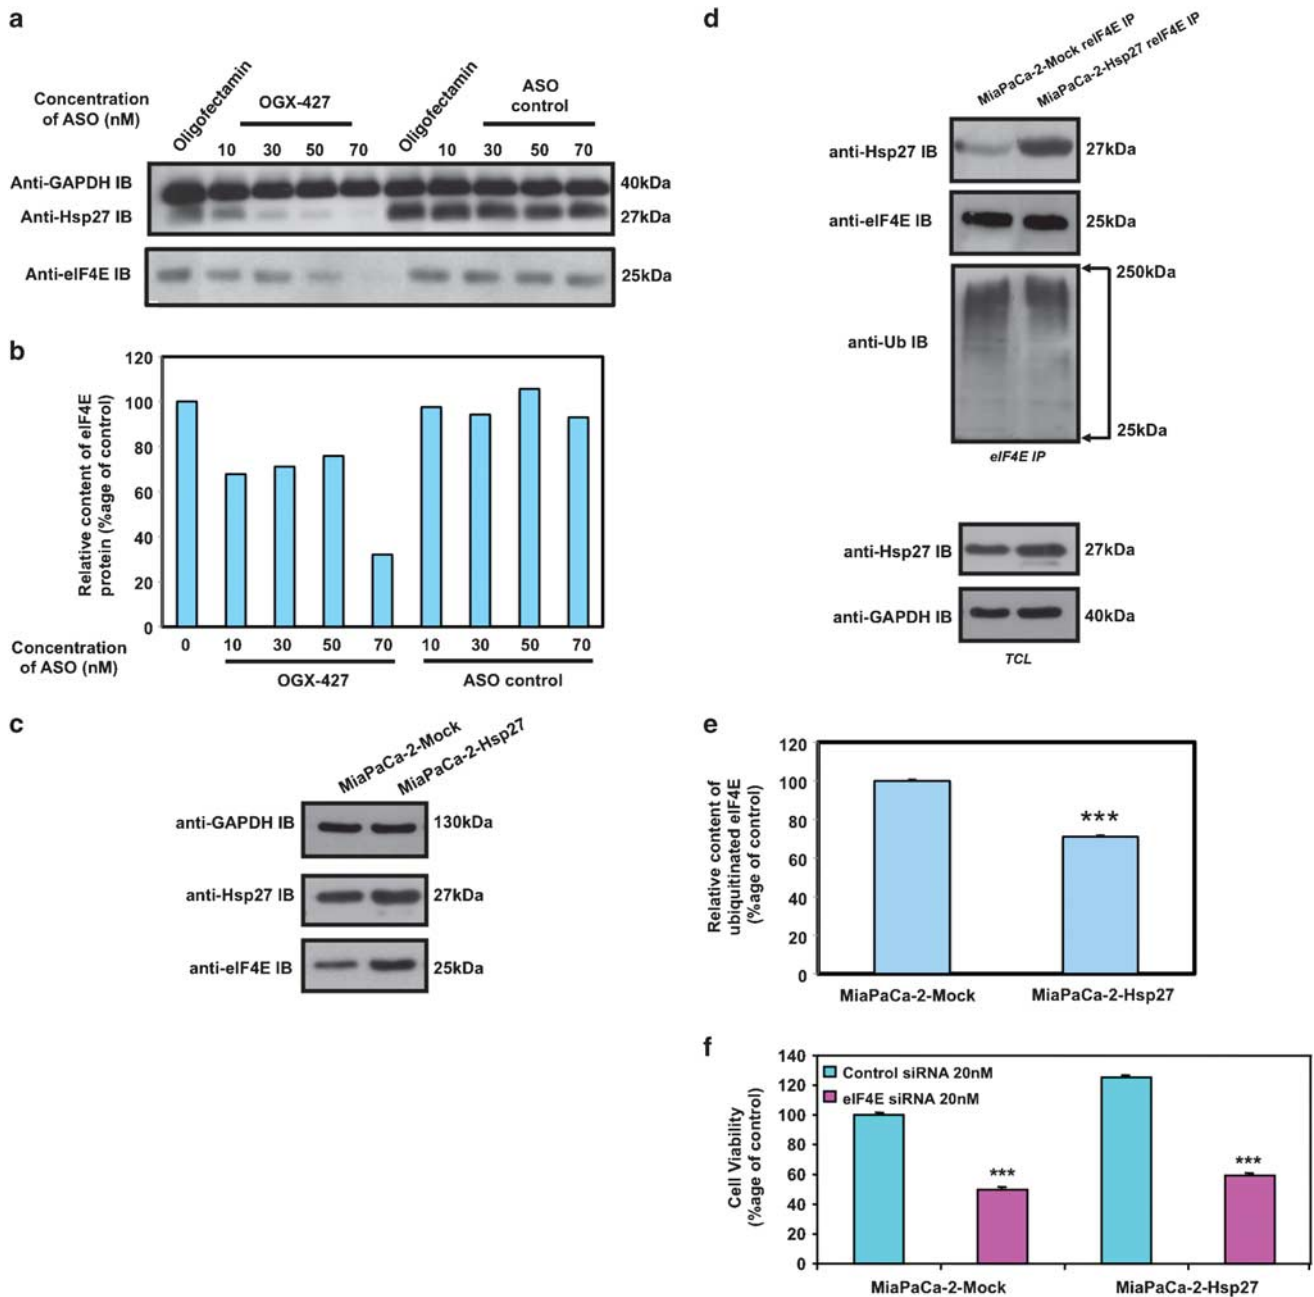 a
Concentration
of ASO (nM)
Oligofectamin
OGX-427
Oligofectamin
ASO
control
10 30 50 70 10 30 50 70
Anti-GAPDH IB 40kDa
Anti-Hsp27 IB 27kDa
Anti-eIF4E IB 25kDa
b
Relative content of eIF4E
protein (%age of control)
120
100
80
60
40
20
0
Concentration
of ASO (nM)
0 10 30 50 70 10 30 50 70
OGX-427 ASO control
c
MiaPaCa-2-Mock
MiaPaCa-2-Hsp27
anti-GAPDH IB 130kDa
anti-Hsp27 IB 27kDa
anti-eIF4E IB 25kDa
d
MiaPaCa-2-Mock reIF4E IP
MiaPaCa-2-Hsp27 reIF4E IP
anti-Hsp27 IB 27kDa
anti-eIF4E IB 25kDa
250kDa
anti-Ub IB
25kDa
eIF4E IP
anti-Hsp27 IB 27kDa
anti-GAPDH IB 40kDa
TCL
e
Relative content of
ubiquitinated eIF4E
(%age of control)
120
100
80
60
40
20
0
***
MiaPaCa-2-Mock MiaPaCa-2-Hsp27
f
Cell Viability
(%age of control)
140
120
100
80
60
40
20
0
Control siRNA 20nM
eIF4E siRNA 20nM
*** ***
MiaPaCa-2-Mock MiaPaCa-2-Hsp27